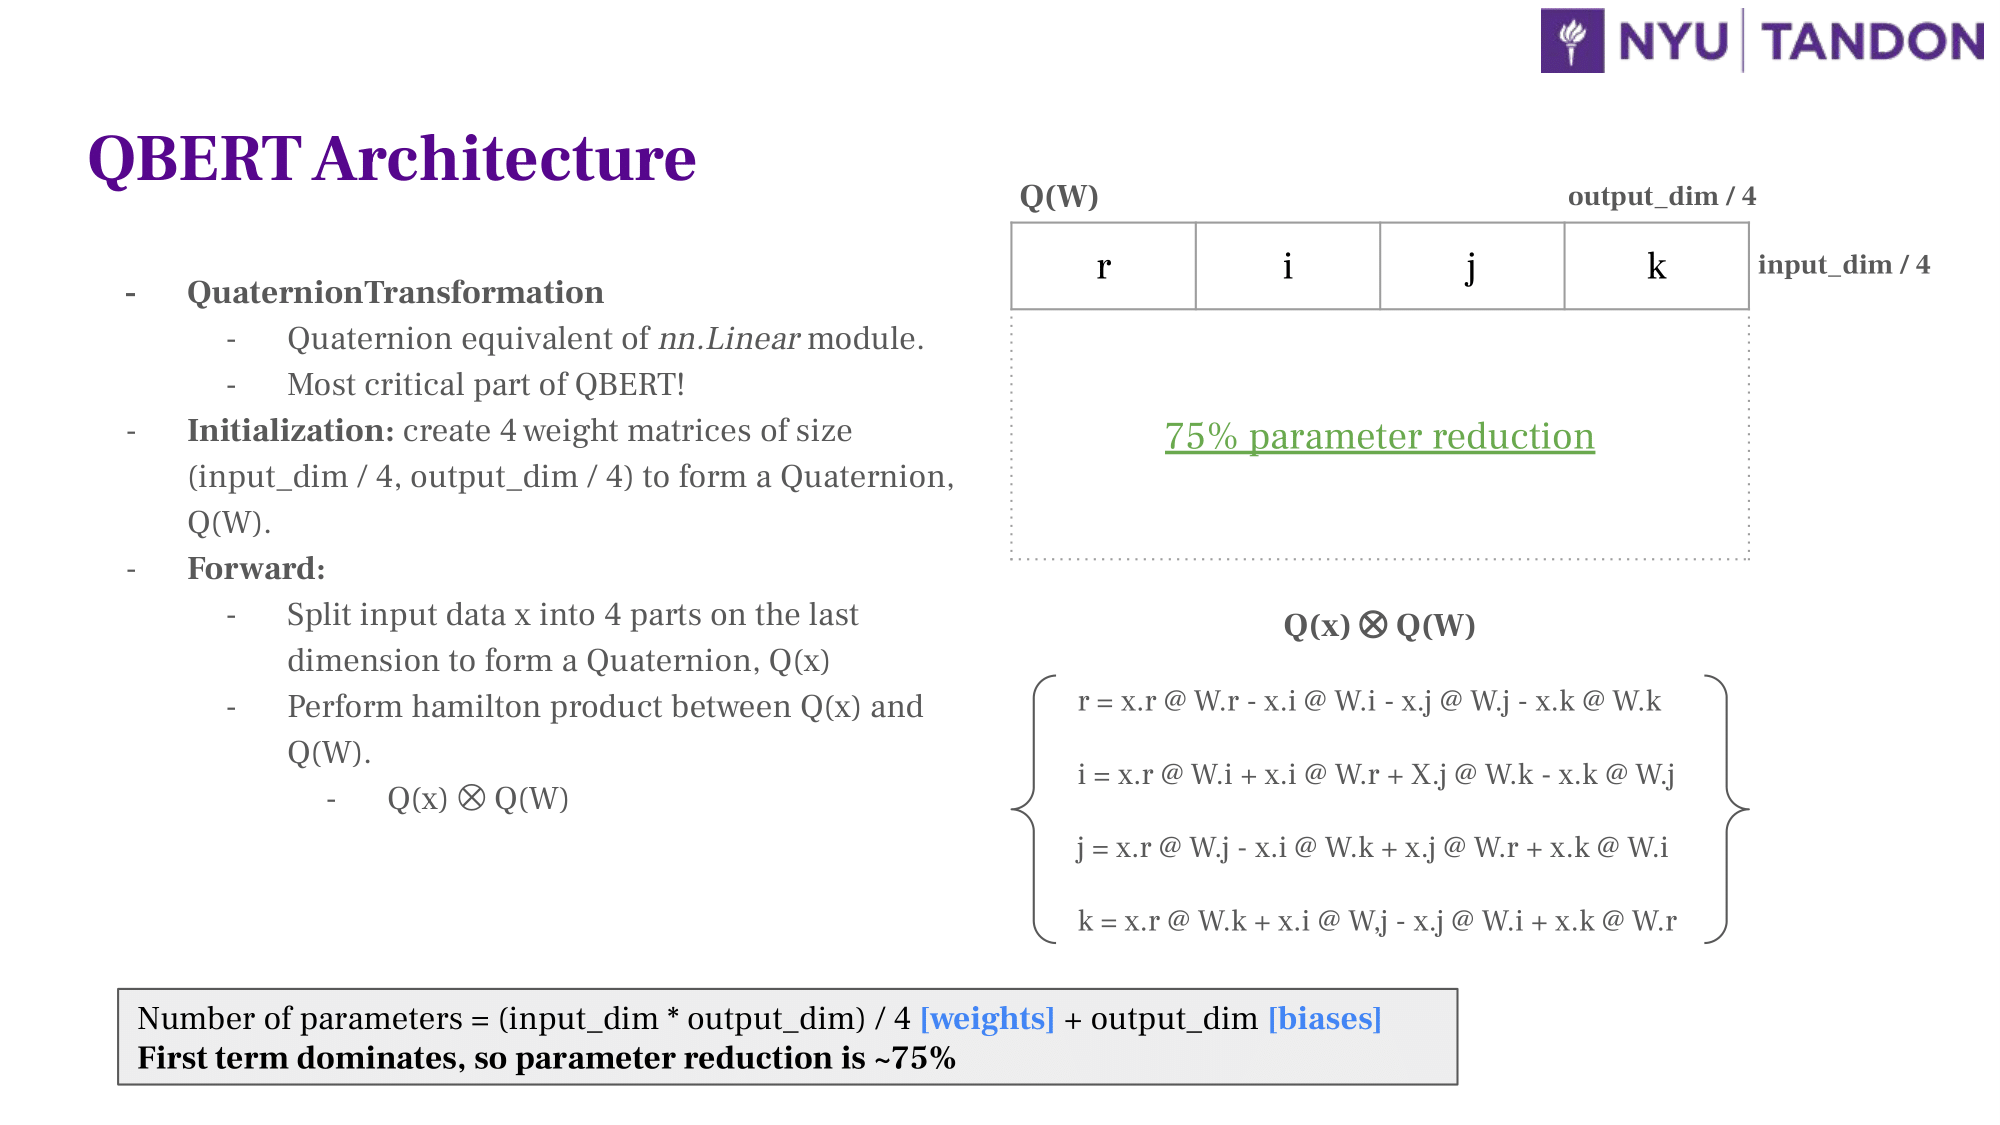 NYU | TANDON
QBERT Architecture
- QuaternionTransformation
- Quaternion equivalent of nn.Linear module.
- Most critical part of QBERT!
- Initialization: create 4 weight matrices of size
(input_dim / 4, output_dim / 4) to form a Quaternion,
Q(W).
- Forward:
- Split input data x into 4 parts on the last
dimension to form a Quaternion, Q(x)
- Perform hamilton product between Q(x) and
Q(W).
- Q(x) ⊗ Q(W)
Q(W) output_dim / 4
r i j k input_dim / 4
75% parameter reduction
Q(x) ⊗ Q(W)
r = x.r @ W.r - x.i @ W.i - x.j @ W.j - x.k @ W.k
i = x.r @ W.i + x.i @ W.r + X.j @ W.k - x.k @ W.j
j = x.r @ W.j - x.i @ W.k + x.j @ W.r + x.k @ W.i
k = x.r @ W.k + x.i @ W,j - x.j @ W.i + x.k @ W.r
Number of parameters = (input_dim * output_dim) / 4 [weights] + output_dim [biases]
First term dominates, so parameter reduction is ~75%